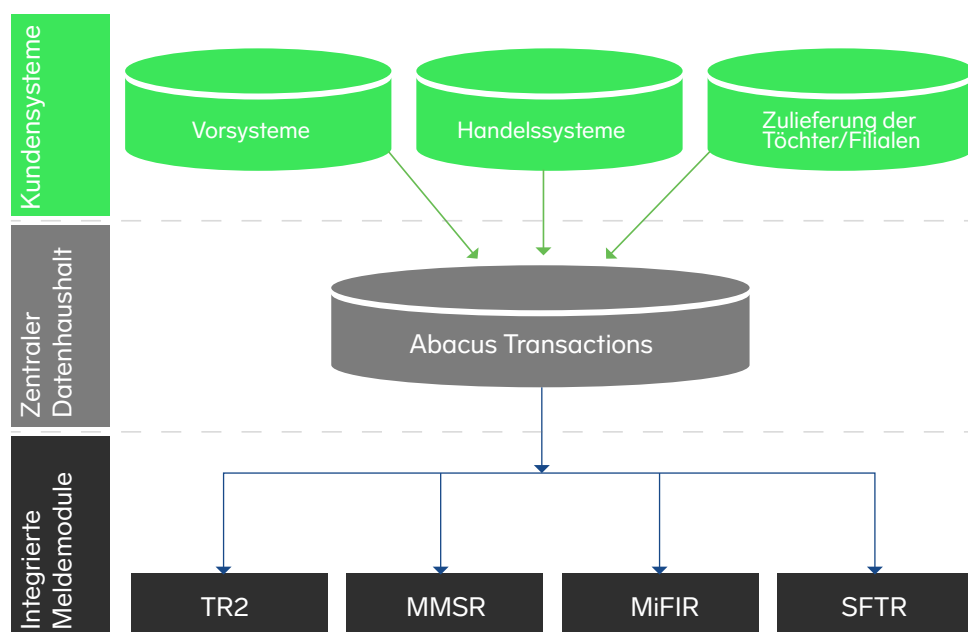 Kundensysteme
Vorsysteme
Handelssysteme
Zulieferung der
Töchter/Filialen
Zentraler
Datenhaushalt
Abacus Transactions
Integrierte
Meldemodule
TR2
MMSR
MiFIR
SFTR